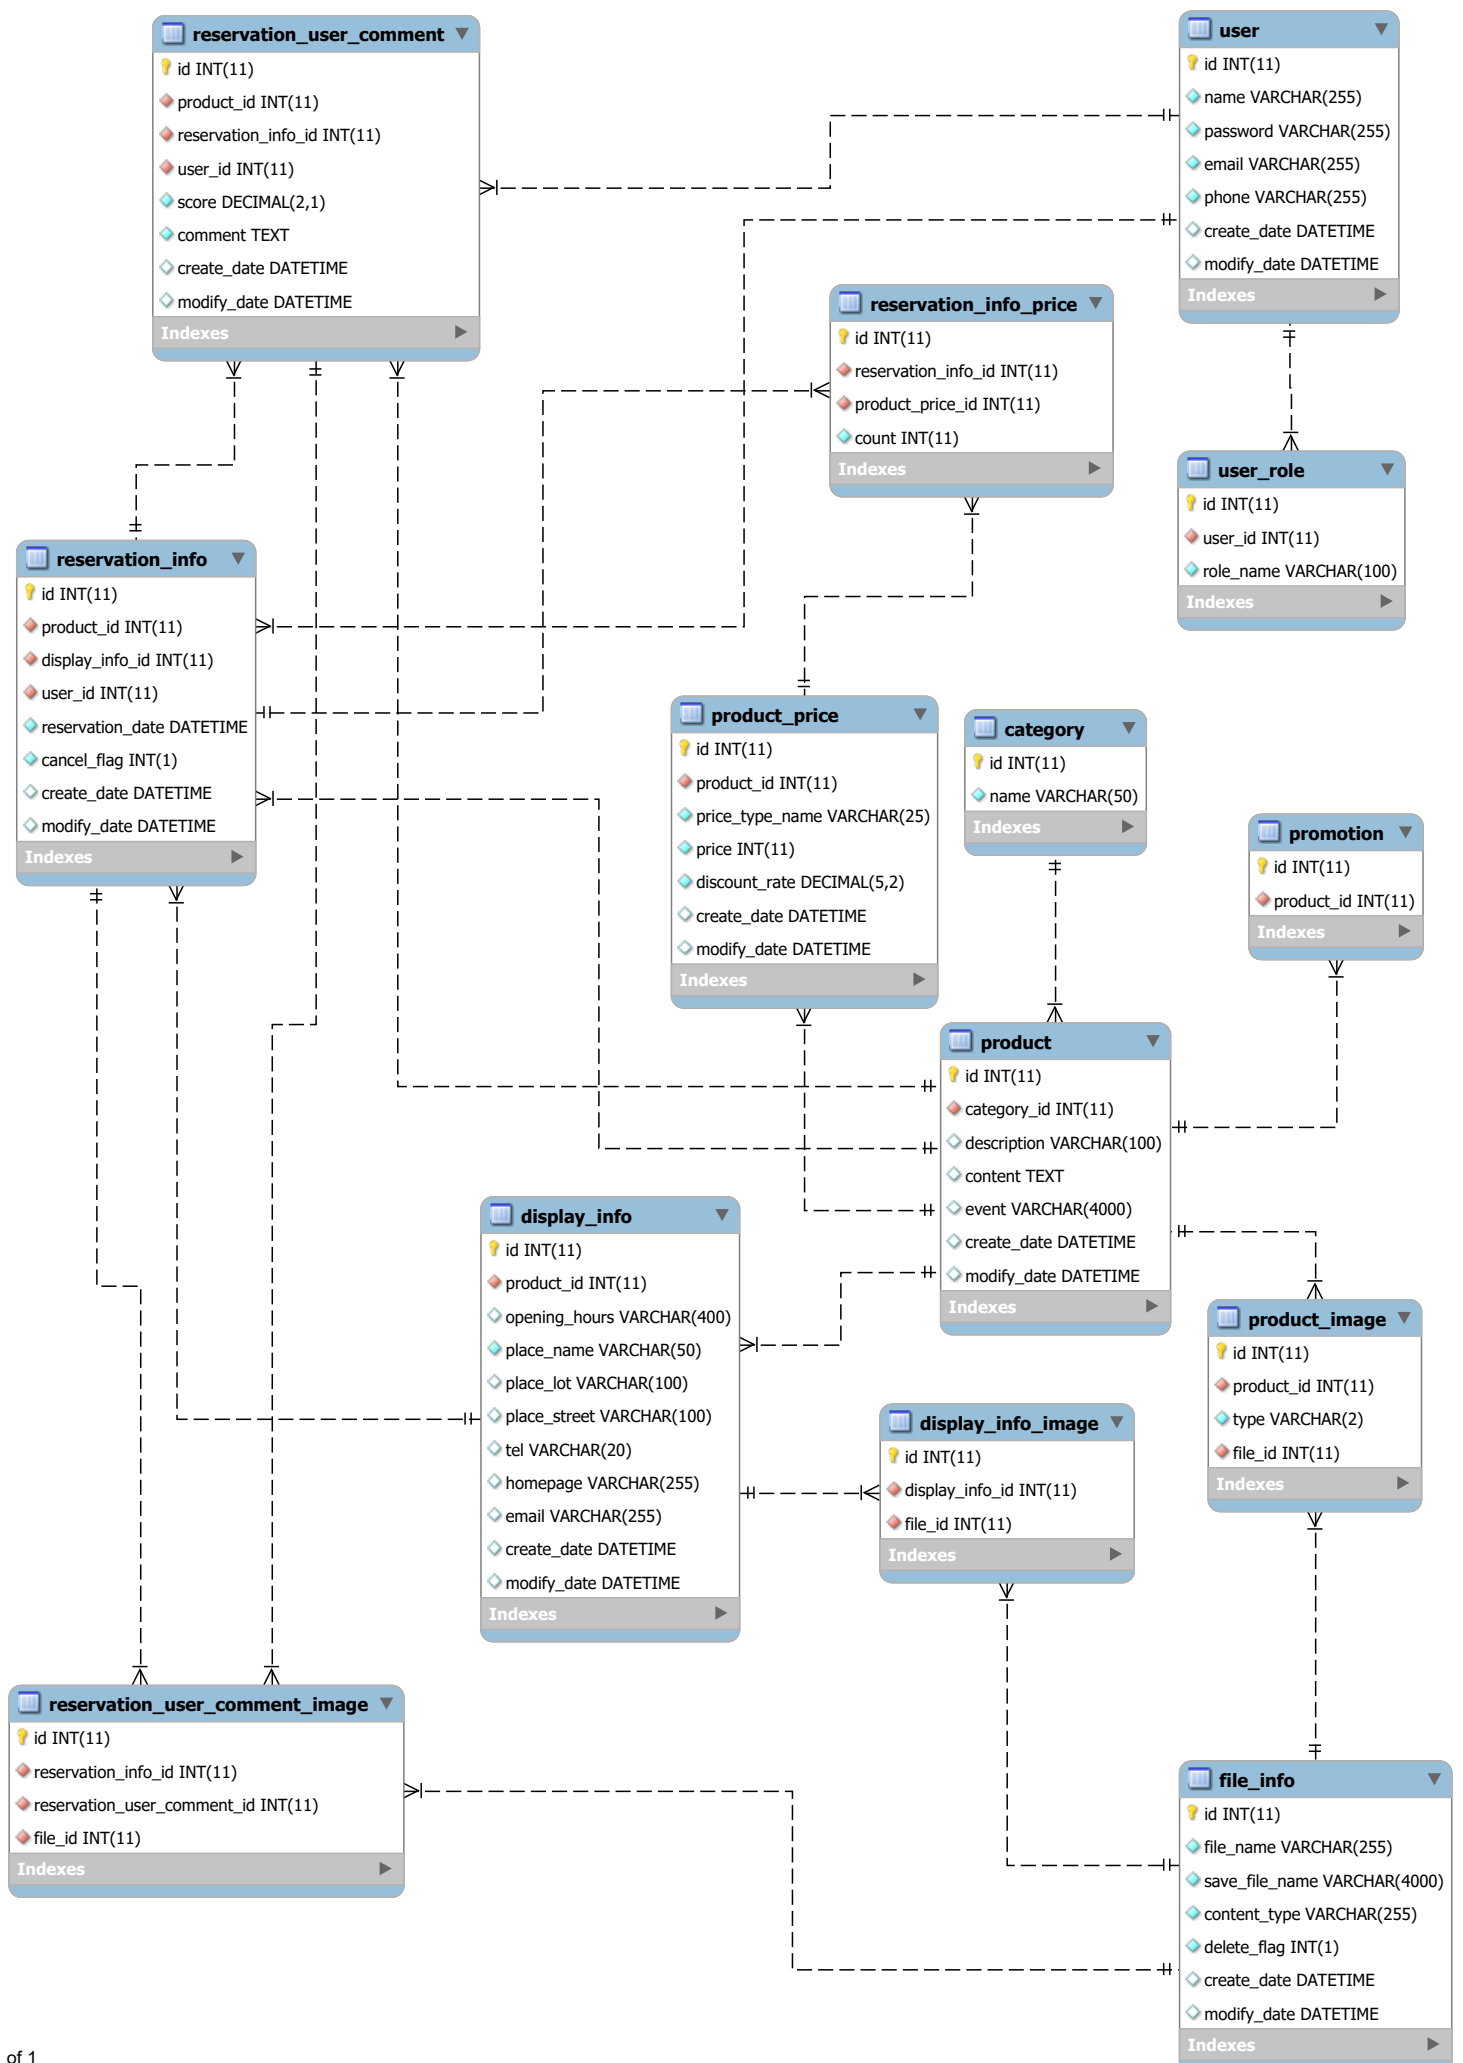 reservation_user_comment
id INT(11)
product_id INT(11)
reservation_info_id INT(11)
user_id INT(11)
score DECIMAL(2,1)
comment TEXT
create_date DATETIME
modify_date DATETIME
Indexes
user
id INT(11)
name VARCHAR(255)
password VARCHAR(255)
email VARCHAR(255)
phone VARCHAR(255)
create_date DATETIME
modify_date DATETIME
Indexes
reservation_info_price
id INT(11)
reservation_info_id INT(11)
product_price_id INT(11)
count INT(11)
Indexes
user_role
id INT(11)
user_id INT(11)
role_name VARCHAR(100)
Indexes
reservation_info
id INT(11)
product_id INT(11)
display_info_id INT(11)
user_id INT(11)
reservation_date DATETIME
cancel_flag INT(1)
create_date DATETIME
modify_date DATETIME
Indexes
product_price
id INT(11)
product_id INT(11)
price_type_name VARCHAR(25)
price INT(11)
discount_rate DECIMAL(5,2)
create_date DATETIME
modify_date DATETIME
Indexes
category
id INT(11)
name VARCHAR(50)
Indexes
promotion
id INT(11)
product_id INT(11)
Indexes
product
id INT(11)
category_id INT(11)
description VARCHAR(100)
content TEXT
event VARCHAR(4000)
create_date DATETIME
modify_date DATETIME
Indexes
display_info
id INT(11)
product_id INT(11)
opening_hours VARCHAR(400)
place_name VARCHAR(50)
place_lot VARCHAR(100)
place_street VARCHAR(100)
tel VARCHAR(20)
homepage VARCHAR(255)
email VARCHAR(255)
create_date DATETIME
modify_date DATETIME
Indexes
product_image
id INT(11)
product_id INT(11)
type VARCHAR(2)
file_id INT(11)
Indexes
display_info_image
id INT(11)
display_info_id INT(11)
file_id INT(11)
Indexes
reservation_user_comment_image
id INT(11)
reservation_info_id INT(11)
reservation_user_comment_id INT(11)
file_id INT(11)
Indexes
file_info
id INT(11)
file_name VARCHAR(255)
save_file_name VARCHAR(4000)
content_type VARCHAR(255)
delete_flag INT(1)
create_date DATETIME
modify_date DATETIME
Indexes
of 1